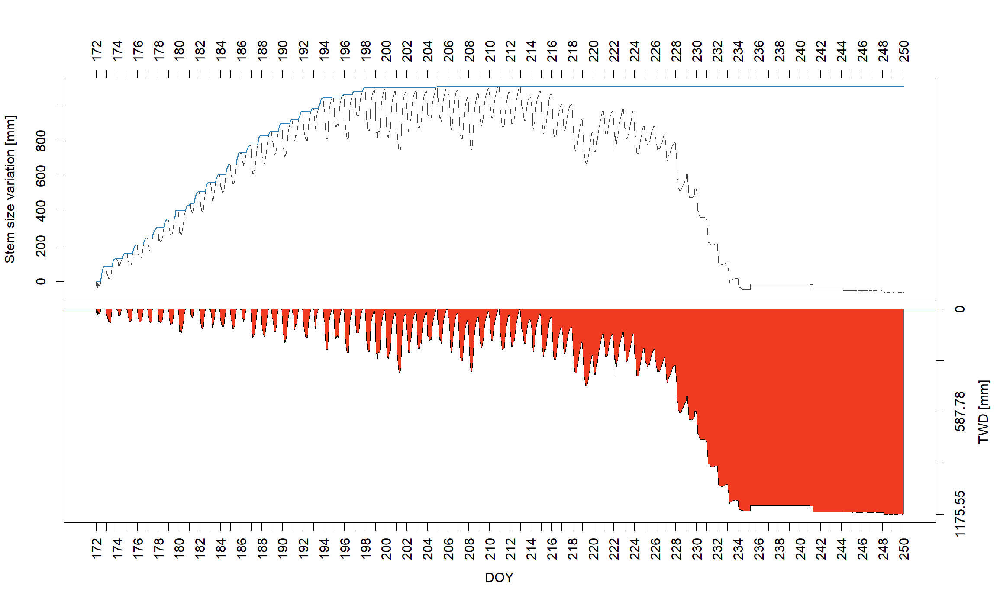 172 174 176 178 180 182 184 186 188 190 192 194 196 198 200 202 204 206 208 210 212 214 216 218 220 222 224 226 228 230 232 234 236 238 240 242 244 246 248 250
Stem size variation [mm]
800
600
400
200
0
0
587.78
1175.55
TWD [mm]
172 174 176 178 180 182 184 186 188 190 192 194 196 198 200 202 204 206 208 210 212 214 216 218 220 222 224 226 228 230 232 234 236 238 240 242 244 246 248 250
DOY